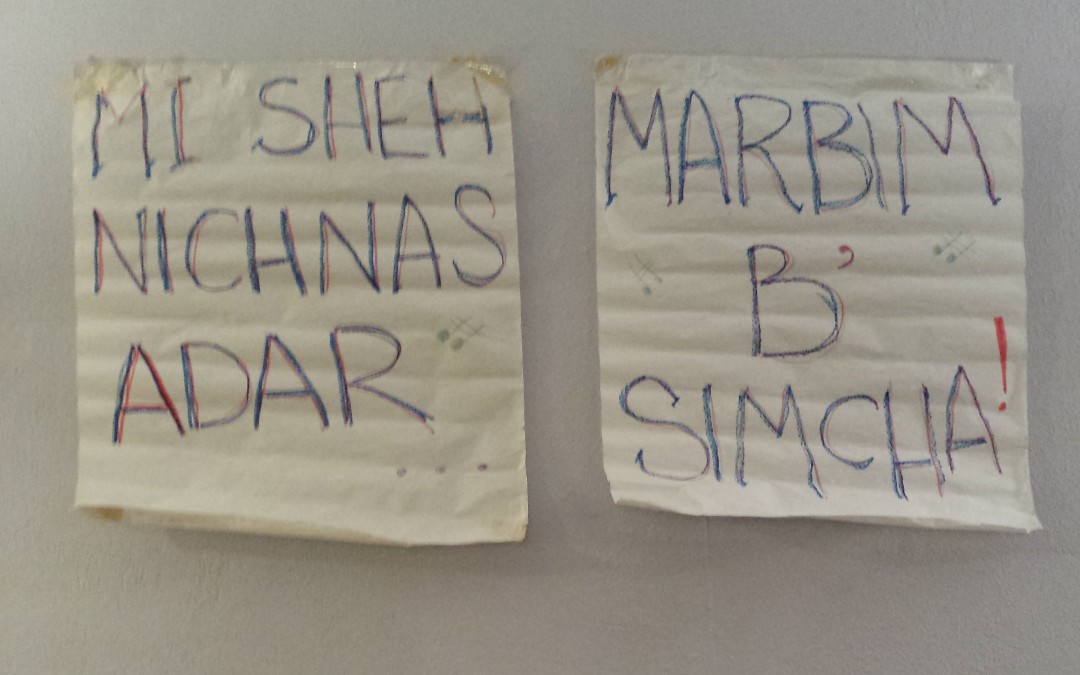 MI SHEH
NICHNAS
ADAR
...
MARBIM
B'
SIMCHA!